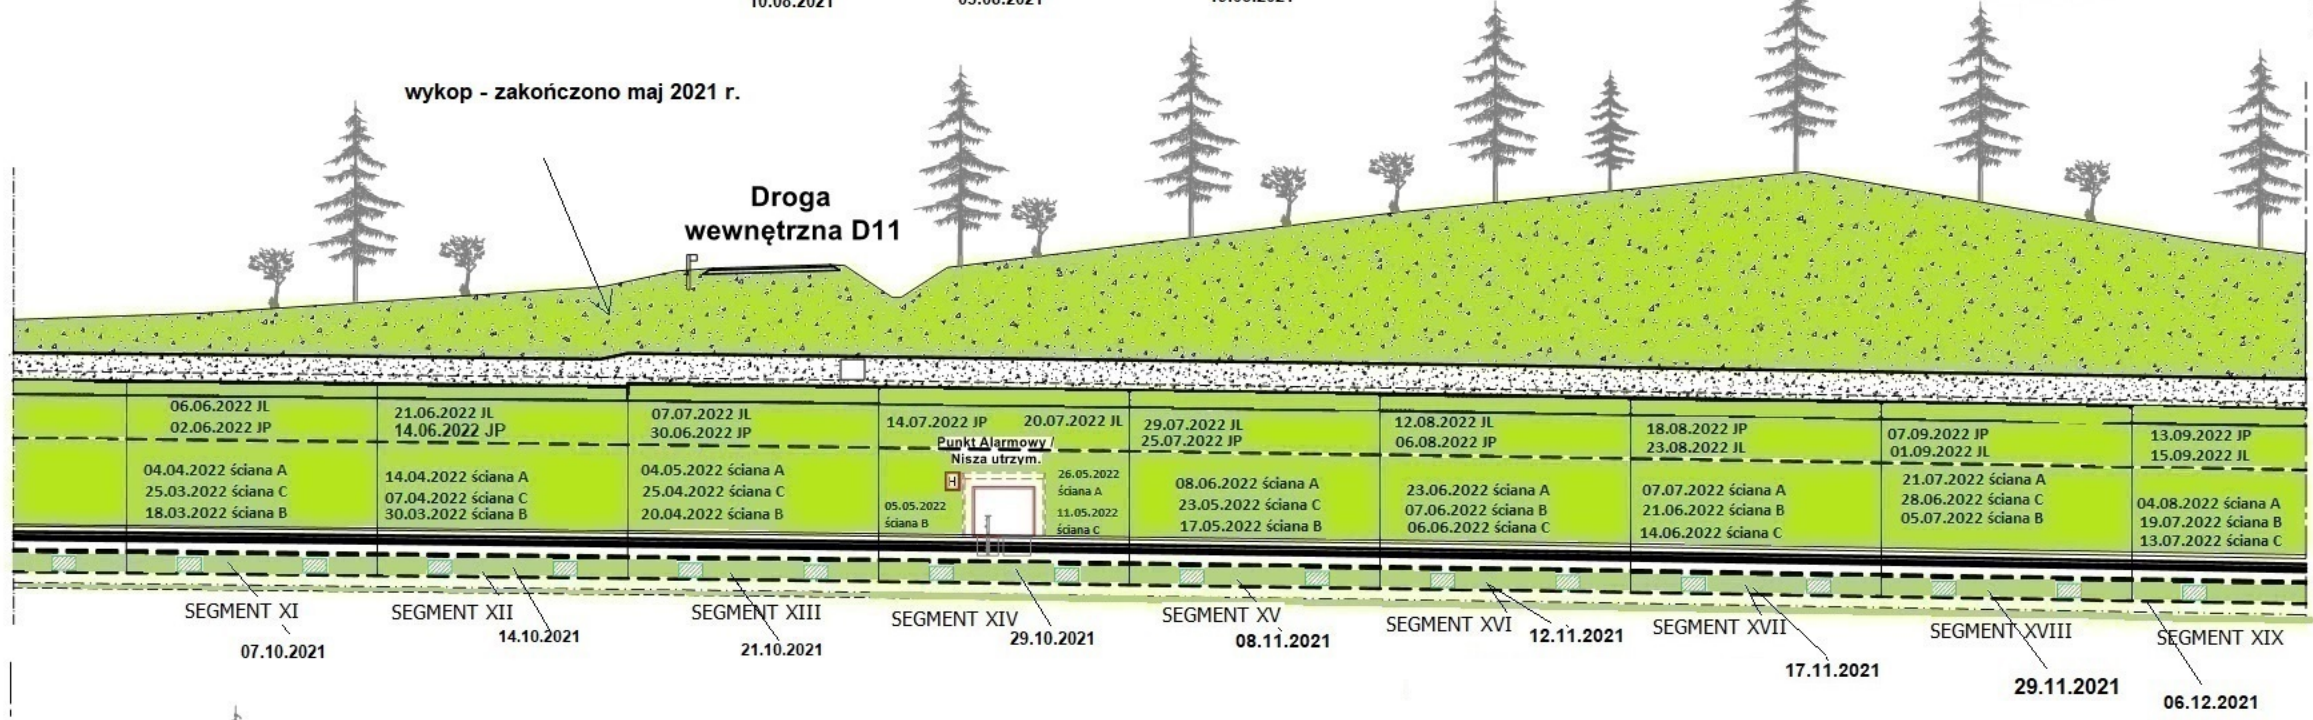 10.08.2021
wykop - zakończono maj 2021 r.
Droga
wewnętrzna D11
06.06.2022 JL
02.06.2022 JP
04.04.2022 ściana A
25.03.2022 ściana C
18.03.2022 ściana B
21.06.2022 JL
14.06.2022 JP
14.04.2022 ściana A
07.04.2022 ściana C
30.03.2022 ściana B
07.07.2022 JL
30.06.2022 JP
04.05.2022 ściana A
25.04.2022 ściana C
20.04.2022 ściana B
14.07.2022 JP
20.07.2022 JL
Punkt Alarmowy /
Nisza utrzym.
H
05.05.2022
ściana B
26.05.2022
ściana A
11.05.2022
ściana C
29.07.2022 JL
25.07.2022 JP
08.06.2022 ściana A
23.05.2022 ściana C
17.05.2022 ściana B
12.08.2022 JL
06.08.2022 JP
23.06.2022 ściana A
07.06.2022 ściana B
06.06.2022 ściana C
18.08.2022 JP
23.08.2022 JL
07.07.2022 ściana A
21.06.2022 ściana B
14.06.2022 ściana C
07.09.2022 JP
01.09.2022 JL
21.07.2022 ściana A
28.06.2022 ściana C
05.07.2022 ściana B
13.09.2022 JP
15.09.2022 JL
04.08.2022 ściana A
19.07.2022 ściana B
13.07.2022 ściana C
SEGMENT XI
07.10.2021
SEGMENT XII
14.10.2021
SEGMENT XIII
21.10.2021
SEGMENT XIV
29.10.2021
SEGMENT XV
08.11.2021
SEGMENT XVI
12.11.2021
SEGMENT XVII
17.11.2021
SEGMENT XVIII
29.11.2021
SEGMENT XIX
06.12.2021